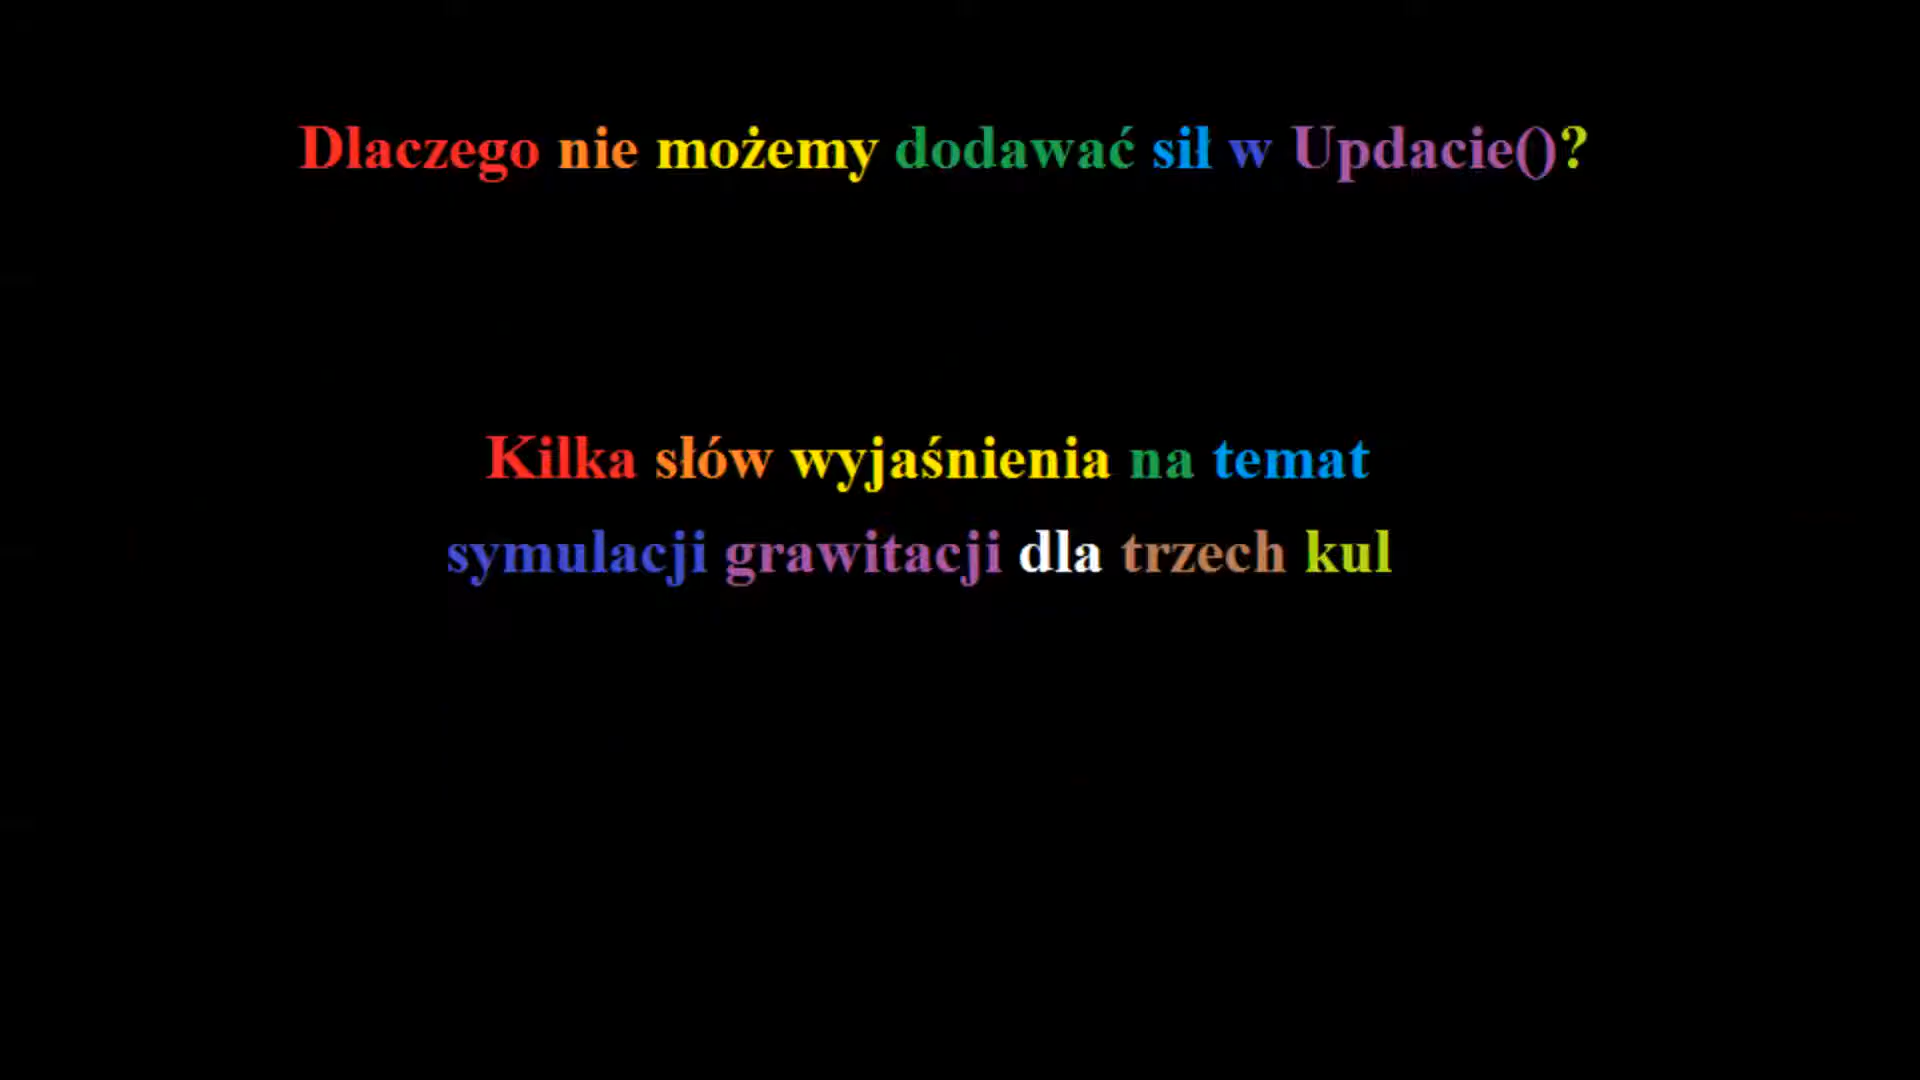 Dlaczego nie możemy dodawać sił w Updacie()?
Kilka słów wyjaśnienia na temat
symulacji grawitacji dla trzech kul